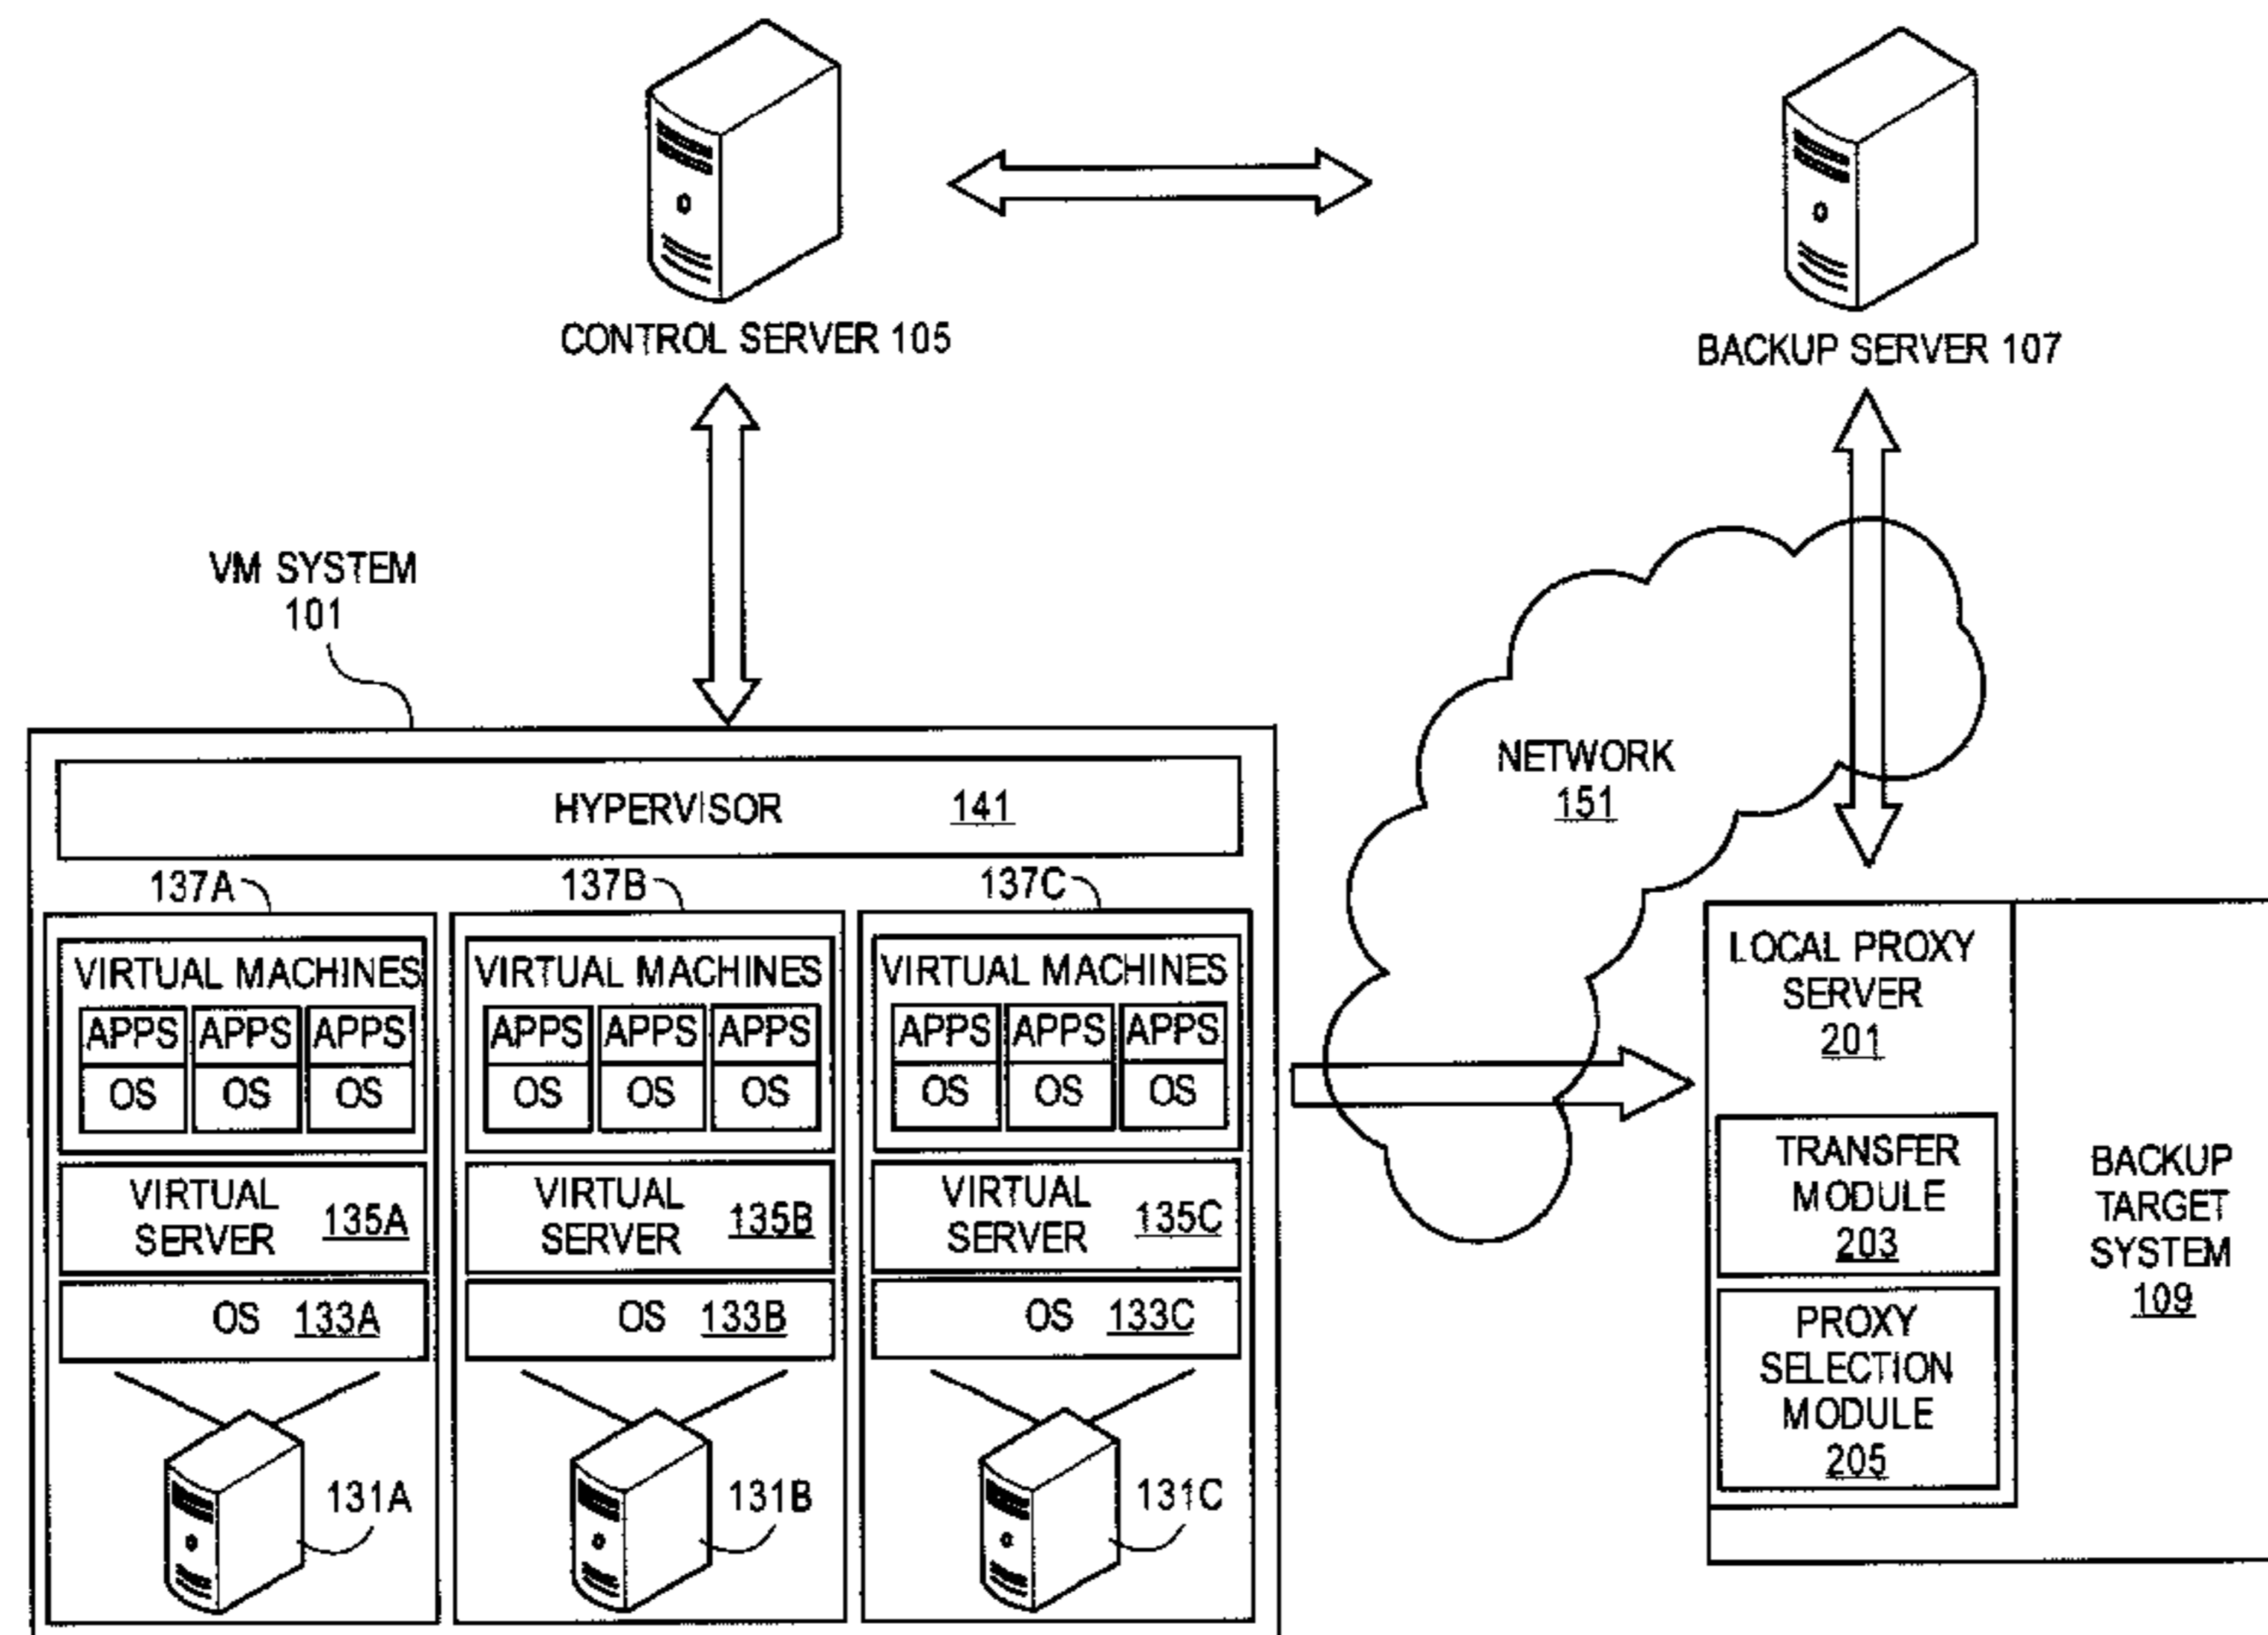 CONTROL SERVER 105
BACKUP SERVER 107
VM SYSTEM
101
NETWORK
151
HYPERVISOR 141
137A
137B
137C
VIRTUAL MACHINES
APPS APPS APPS
OS OS OS
VIRTUAL
SERVER 135A
OS 133A
131A
VIRTUAL MACHINES
APPS APPS APPS
OS OS OS
VIRTUAL
SERVER 135B
OS 133B
131B
VIRTUAL MACHINES
APPS APPS APPS
OS OS OS
VIRTUAL
SERVER 135C
OS 133C
131C
LOCAL PROXY
SERVER
201
TRANSFER
MODULE
203
PROXY
SELECTION
MODULE
205
BACKUP
TARGET
SYSTEM
109